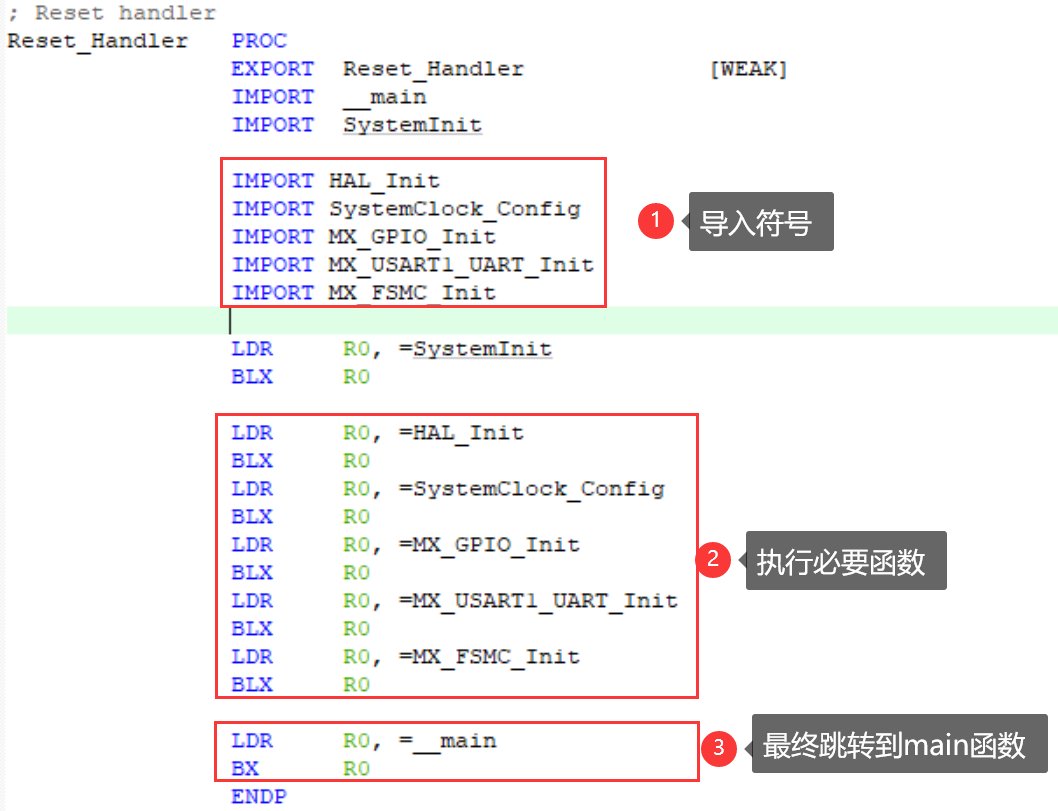 ; Reset handler
Reset_Handler PROC
EXPORT Reset_Handler [WEAK]
IMPORT __main
IMPORT SystemInit
IMPORT HAL_Init
IMPORT SystemClock_Config
IMPORT MX_GPIO_Init
IMPORT MX_USART1_UART_Init
IMPORT MX_FSMC_Init
1 导入符号
LDR R0, =SystemInit
BLX R0
LDR R0, =HAL_Init
BLX R0
LDR R0, =SystemClock_Config
BLX R0
LDR R0, =MX_GPIO_Init
BLX R0
LDR R0, =MX_USART1_UART_Init
BLX R0
LDR R0, =MX_FSMC_Init
BLX R0
2 执行必要函数
LDR R0, =__main
BX R0
3 最终跳转到main函数
ENDP